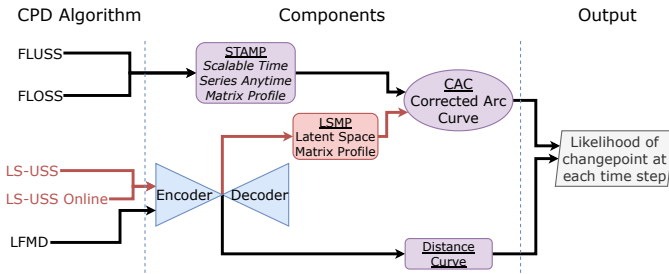 CPD Algorithm
Components
Output
FLUSS
FLOSS
STAMP
Scalable Time
Series Anytime
Matrix Profile
CAC
Corrected Arc
Curve
LSMP
Latent Space
Matrix Profile
Likelihood of
changepoint at
each time step
LS-USS
LS-USS Online
Encoder
Decoder
LFMD
Distance
Curve